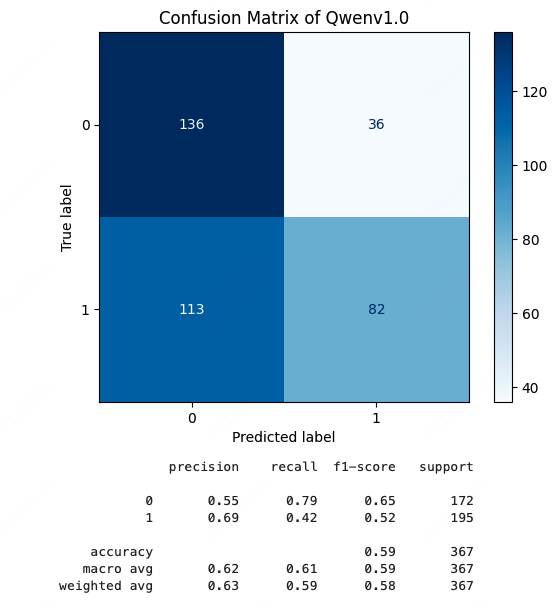 Confusion Matrix of Qwenv1.0
0
136
36
1
113
82
True label
0
1
Predicted label
120
100
80
60
40
precision recall f1-score support
0 0.55 0.79 0.65 172
1 0.69 0.42 0.52 195
accuracy 0.59 367
macro avg 0.62 0.61 0.59 367
weighted avg 0.63 0.59 0.58 367